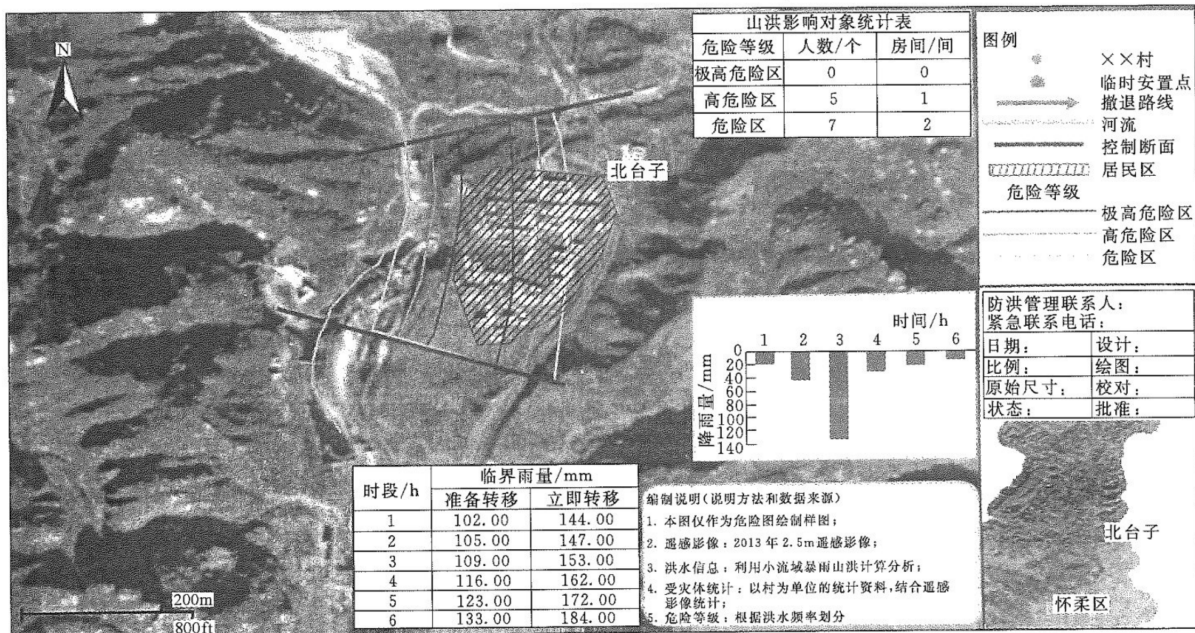 N
山洪影响对象统计表
危险等级 人数/个 房间/间
极高危险区 0 0
高危险区 5 1
危险区 7 2
图例
××村
临时安置点
撤退路线
河流
控制断面
居民区
危险等级
极高危险区
高危险区
危险区
北台子
时间/h
1 2 3 4 5 6
降雨量/mm
0
20
40
60
80
100
120
140
防洪管理联系人:
紧急联系电话:
日期: 设计:
比例: 绘图:
原始尺寸: 校对:
状态: 批准:
时段/h 临界雨量/mm
准备转移 立即转移
1 102.00 144.00
2 105.00 147.00
3 109.00 153.00
4 116.00 162.00
5 123.00 172.00
6 133.00 184.00
编制说明(说明方法和数据来源)
1. 本图仅作为危险图绘制样图;
2. 遥感影像:2013年2.5m遥感影像;
3. 洪水信息:利用小流域暴雨山洪计算分析;
4. 受灾体统计:以村为单位的统计资料,结合遥感
影像统计;
5. 危险等级:根据洪水频率划分
北台子
怀柔区
200m
800ft